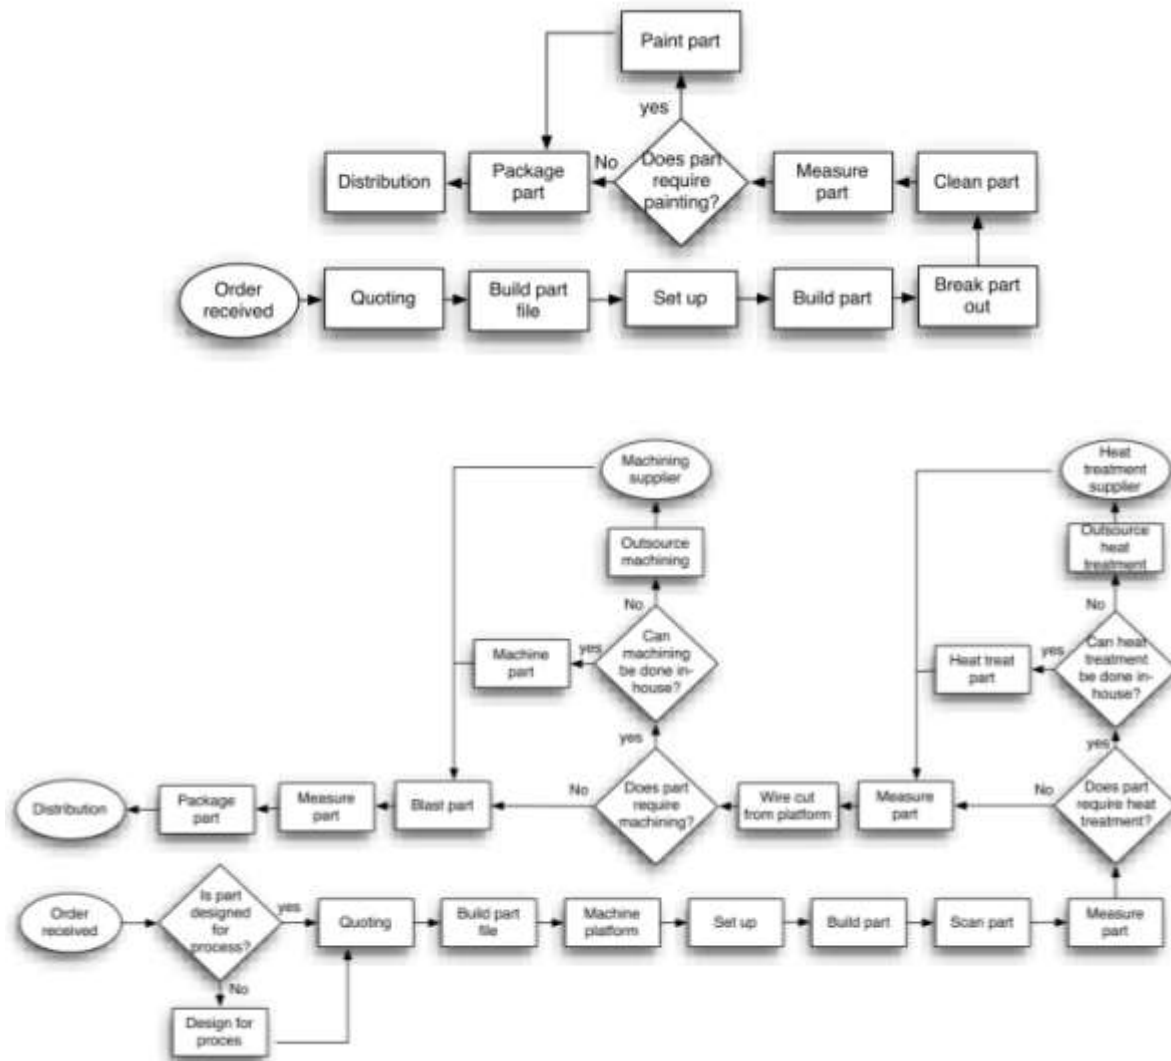 Paint part
yes
Distribution
Package
part
No
Does part
require
painting?
Measure
part
Clean part
Order
received
Quoting
Build part
file
Set up
Build part
Break part
out
Machining
supplier
Heat
treatment
supplier
Outsource
machining
Outsource
heat
treatment
No
No
Machine
part
yes
Can
machining
be done in-
house?
Heat treat
part
yes
Can heat
treatment
be done in-
house?
yes
yes
Distribution
Package
part
Measure
part
Blast part
No
Does part
require
machining?
Wire cut
from platform
Measure
part
No
Does part
require heat
treatment?
Order
received
Is part
designed
for
process?
yes
Quoting
Build part
file
Machine
platform
Set up
Build part
Scan part
Measure
part
No
Design for
proces